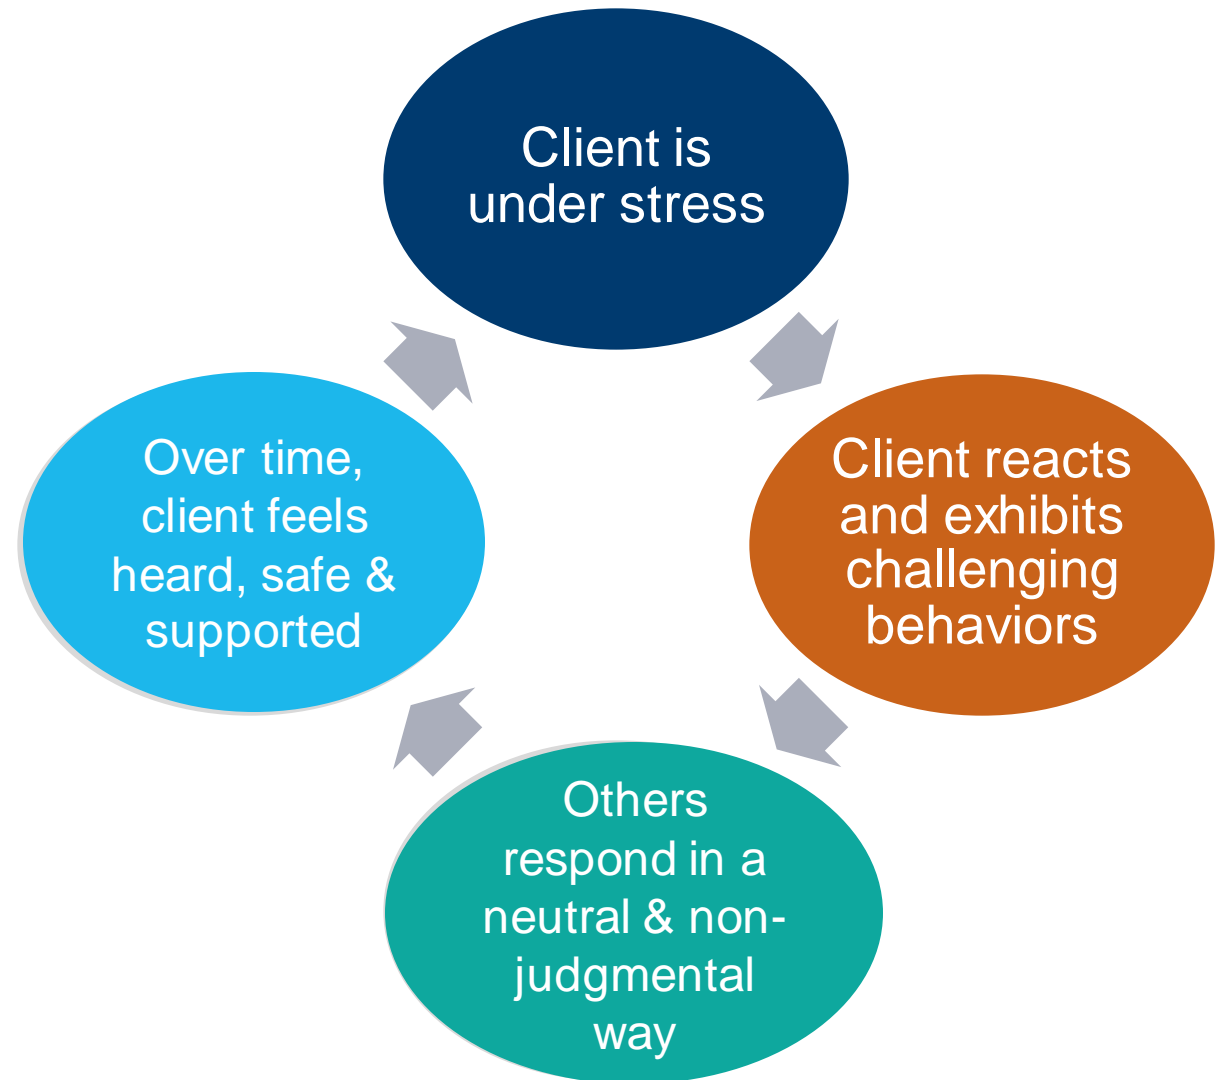 Client is
under stress
Client reacts
and exhibits
challenging
behaviors
Others
respond in a
neutral & non-
judgmental
way
Over time,
client feels
heard, safe &
supported